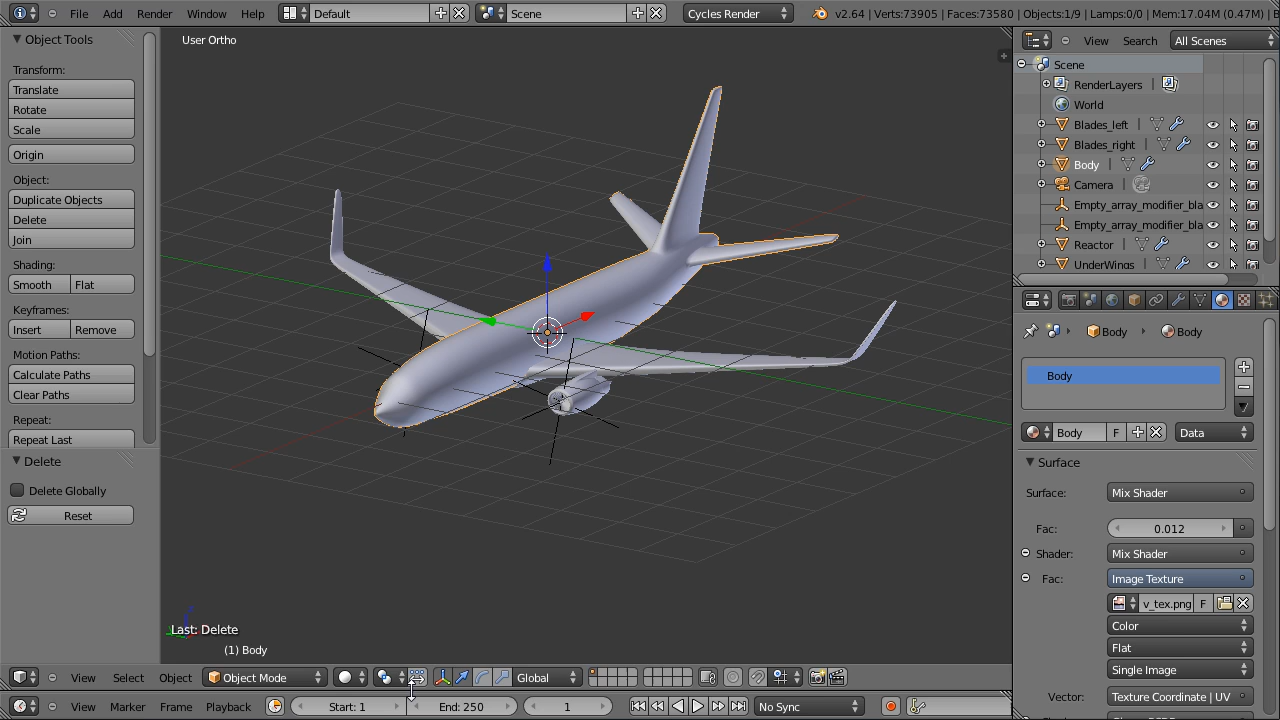 File Add Render Window Help Default Scene Cycles Render v2.64 | Verts:73905 | Faces:73580 | Objects:1/9 | Lamps:0/0 | Mem:17.04M (0.47M) | B
Object Tools
Transform:
Translate
Rotate
Scale
Origin
Object:
Duplicate Objects
Delete
Join
Shading:
Smooth Flat
Keyframes:
Insert Remove
Motion Paths:
Calculate Paths
Clear Paths
Repeat:
Repeat Last
Delete
Delete Globally
Reset
User Ortho
Last: Delete
(1) Body
View Select Object Object Mode Global
View Marker Frame Playback Start: 1 End: 250 1 No Sync
View Search All Scenes
Scene
RenderLayers
World
Blades_left
Blades_right
Body
Camera
Empty_array_modifier_bla
Empty_array_modifier_bla
Reactor
UnderWings
Body Body
Body
Body F Data
Surface
Surface: Mix Shader
Fac: 0.012
Shader: Mix Shader
Fac: Image Texture
v_tex.png F
Color
Flat
Single Image
Vector: Texture Coordinate | UV